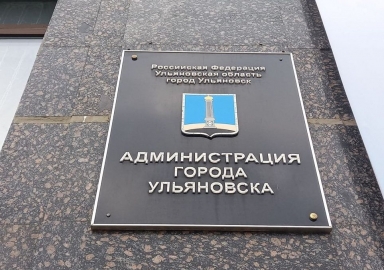 Российская Федерация
Ульяновская область
город Ульяновск
АДМИНИСТРАЦИЯ
ГОРОДА
УЛЬЯНОВСКА